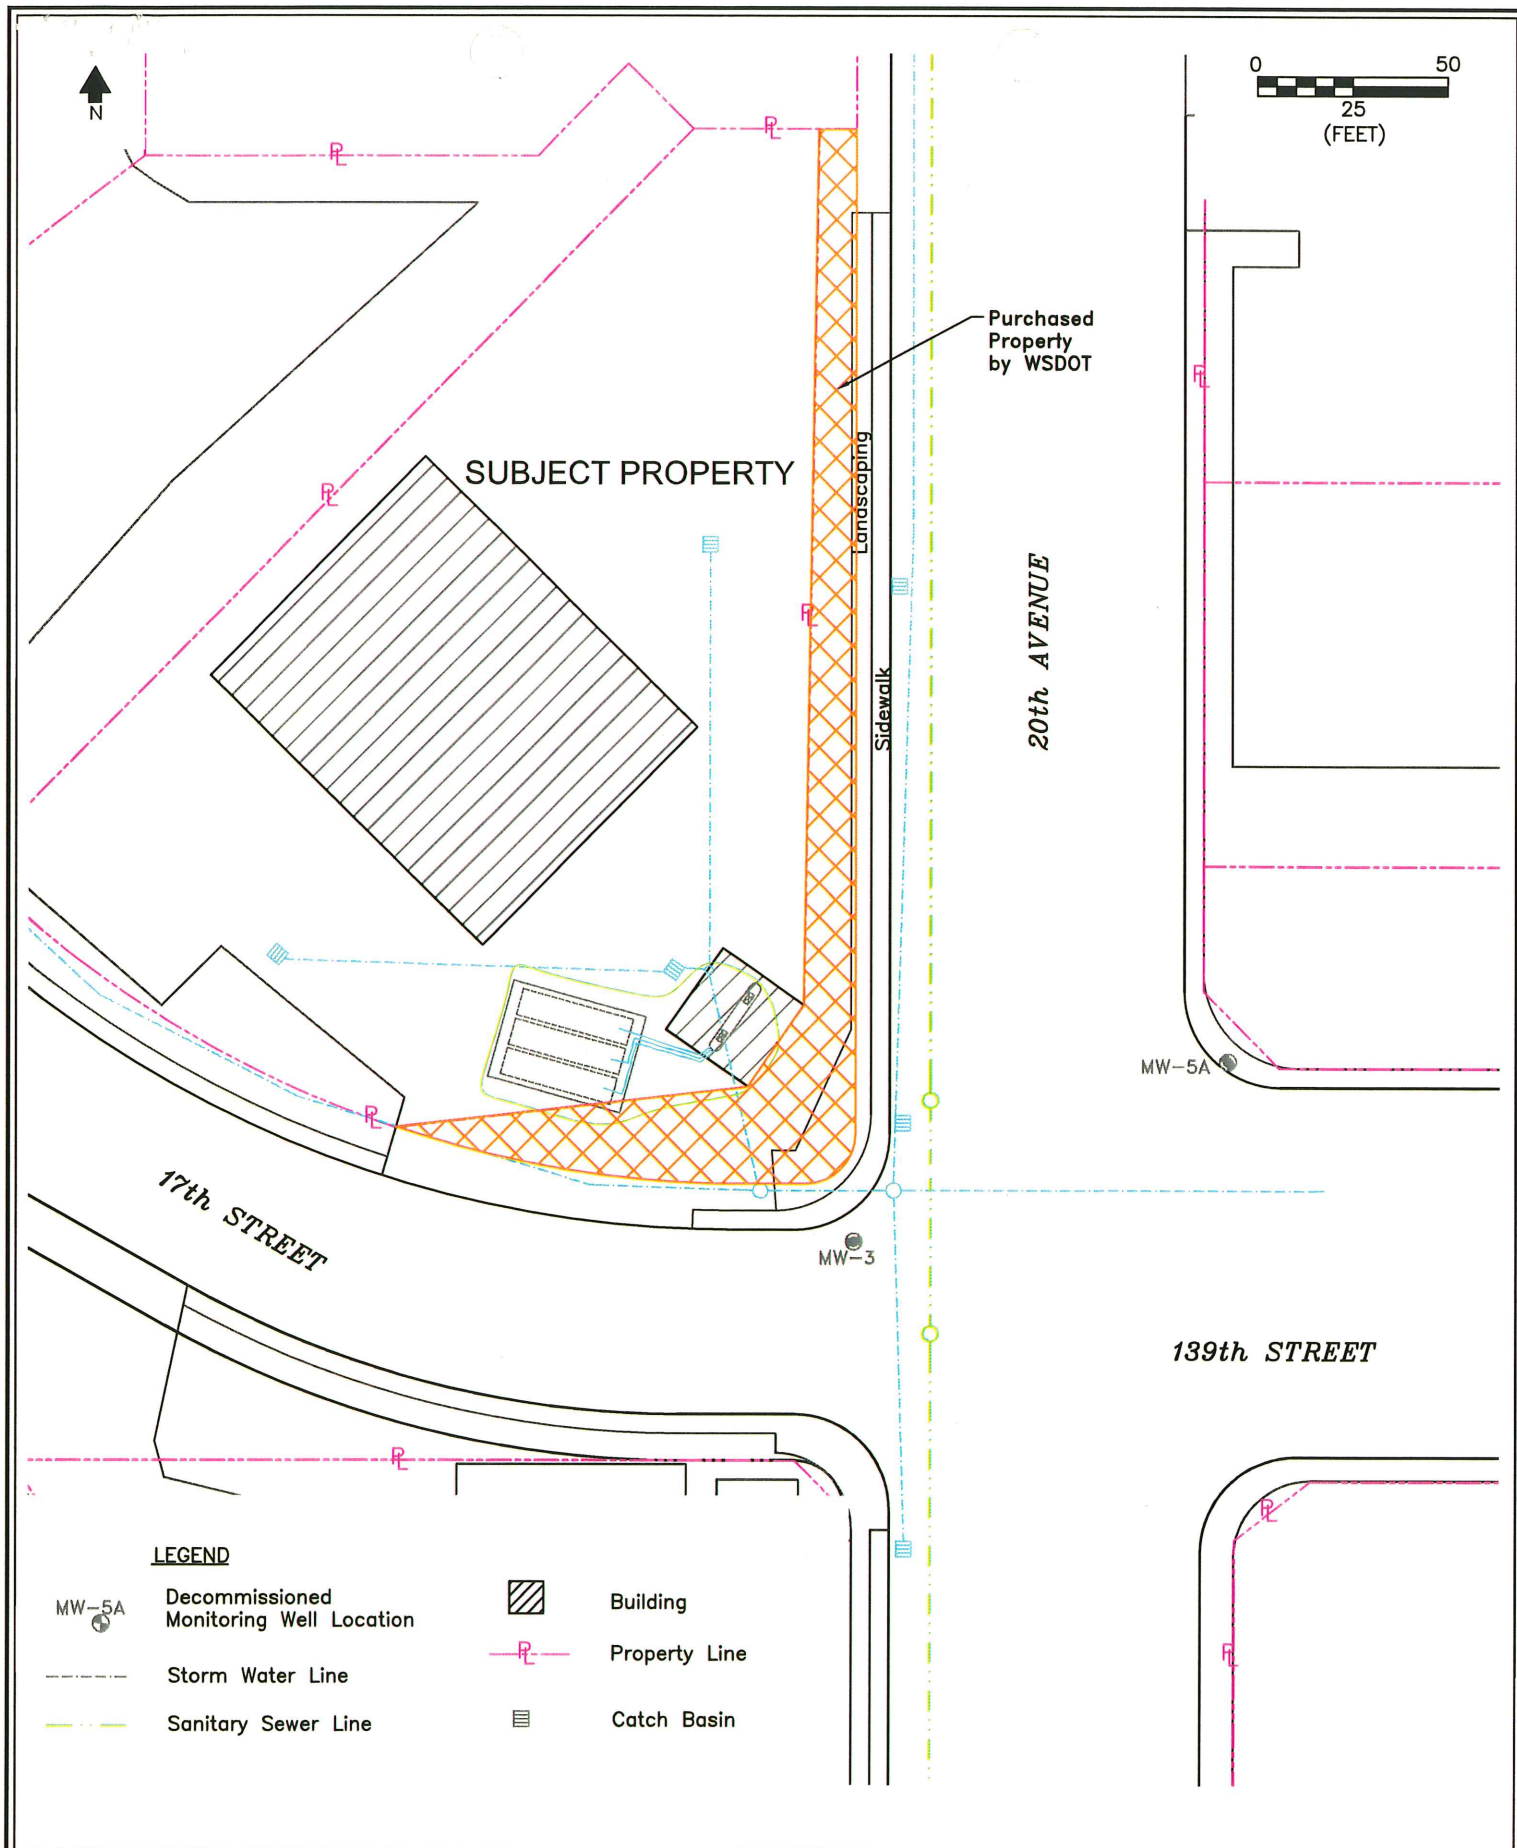 N
0 50
25
(FEET)
PL
PL
Purchased
Property
by WSDOT
PL
Landscaping
SUBJECT PROPERTY
PL
20th AVENUE
PL
Sidewalk
MW-5A
PL
17th STREET
MW-3
139th STREET
PL
PL
LEGEND
MW-5A
Decommissioned
Monitoring Well Location
Building
PL
Property Line
PL
Storm Water Line
Sanitary Sewer Line
Catch Basin